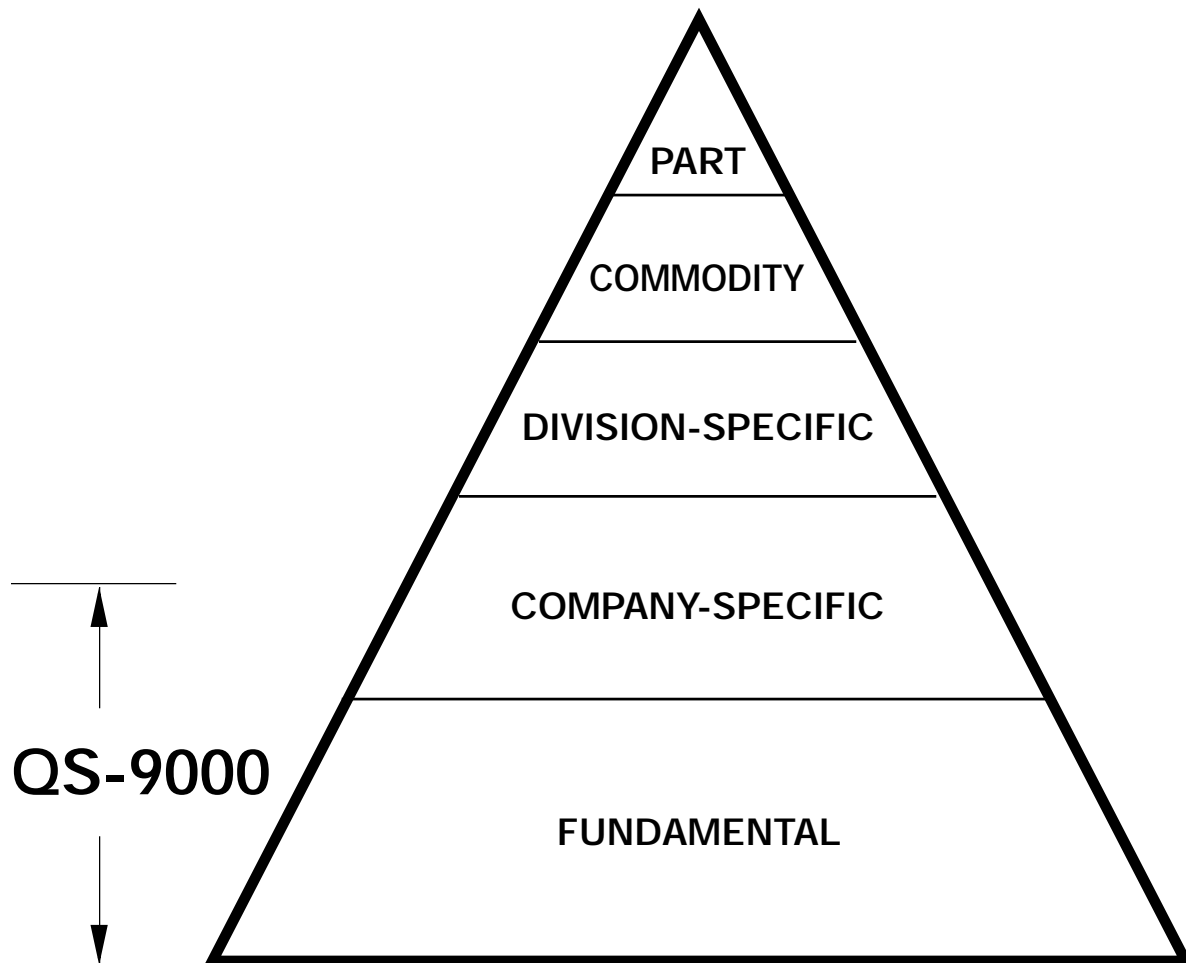 PART
COMMODITY
DIVISION-SPECIFIC
COMPANY-SPECIFIC
QS-9000
FUNDAMENTAL